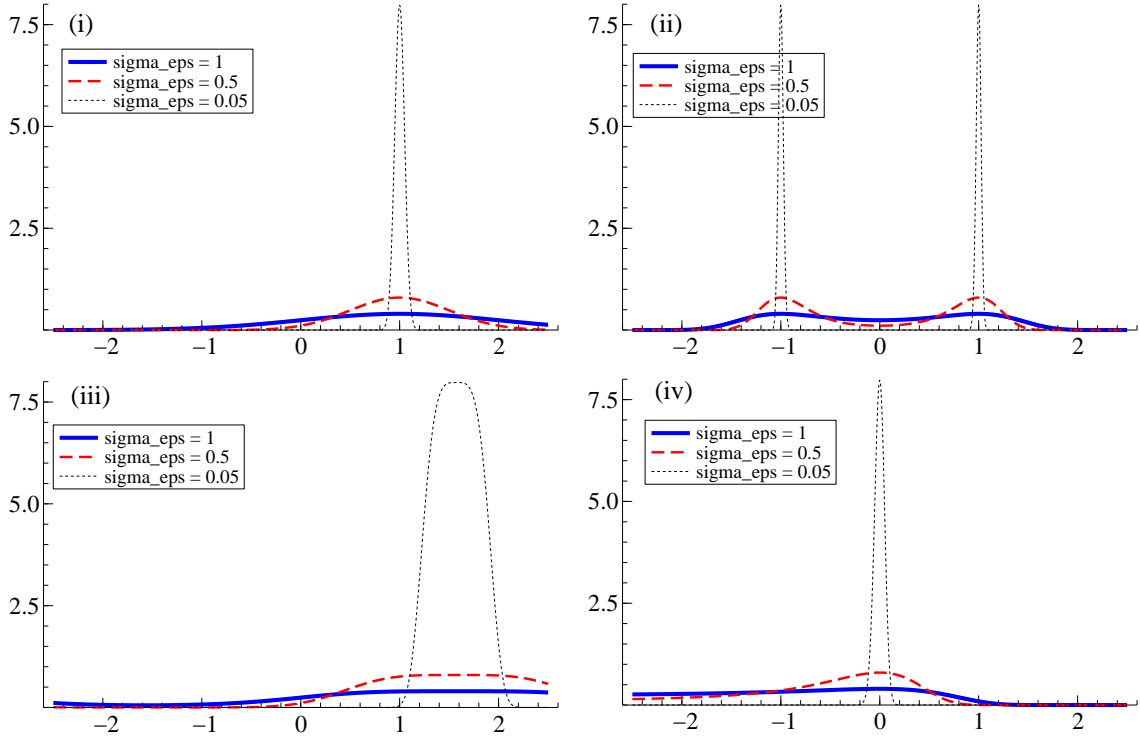 (i)
7.5
5.0
2.5
sigma_eps = 1
sigma_eps = 0.5
sigma_eps = 0.05
−2 −1 0 1 2
(ii)
7.5
5.0
2.5
sigma_eps = 1
sigma_eps = 0.5
sigma_eps = 0.05
−2 −1 0 1 2
(iii)
7.5
5.0
2.5
sigma_eps = 1
sigma_eps = 0.5
sigma_eps = 0.05
−2 −1 0 1 2
(iv)
7.5
5.0
2.5
sigma_eps = 1
sigma_eps = 0.5
sigma_eps = 0.05
−2 −1 0 1 2